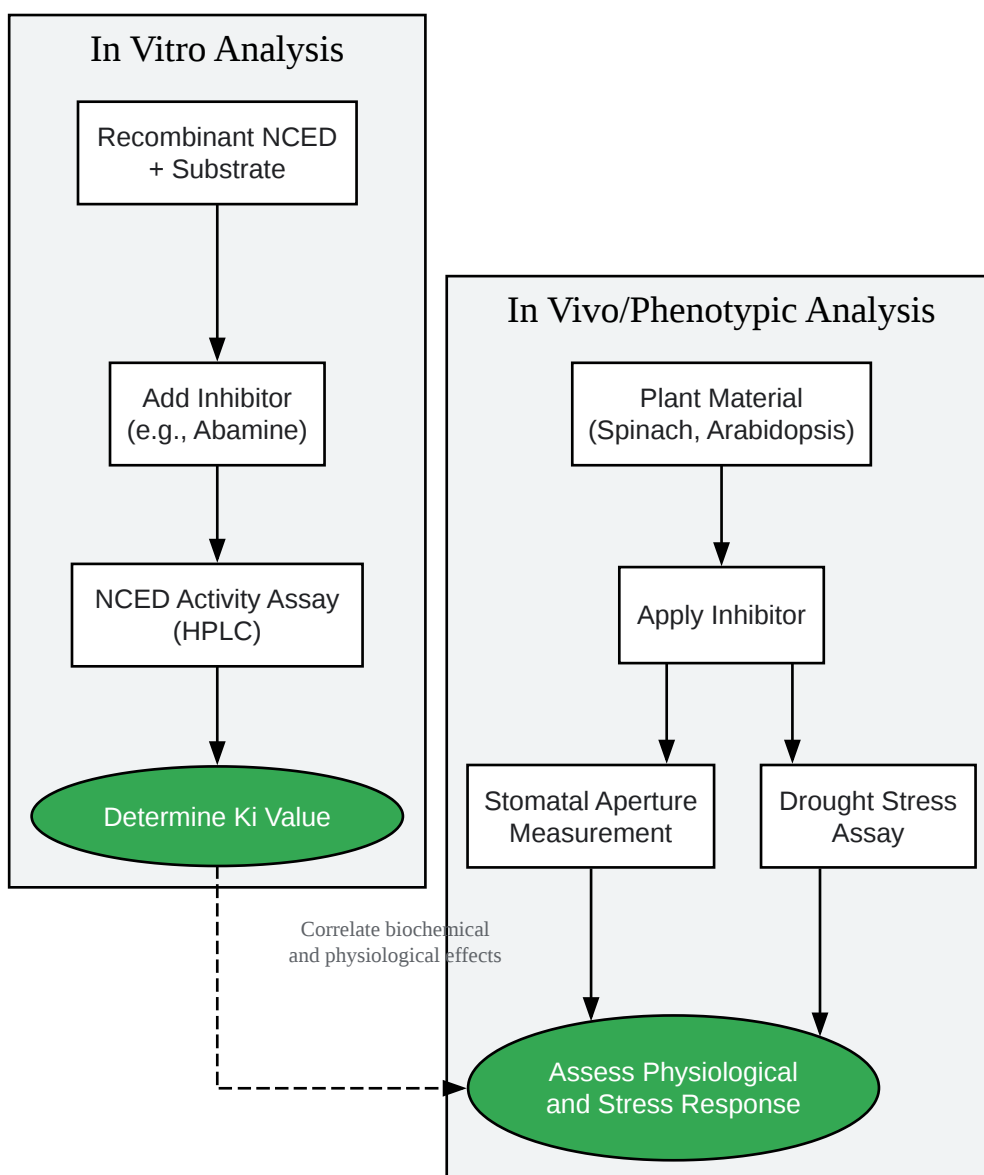 In Vitro Analysis
Recombinant NCED
+ Substrate
Add Inhibitor
(e.g., Abamine)
NCED Activity Assay
(HPLC)
Determine Ki Value
Correlate biochemical
and physiological effects
In Vivo/Phenotypic Analysis
Plant Material
(Spinach, Arabidopsis)
Apply Inhibitor
Stomatal Aperture
Measurement
Drought Stress
Assay
Assess Physiological
and Stress Response